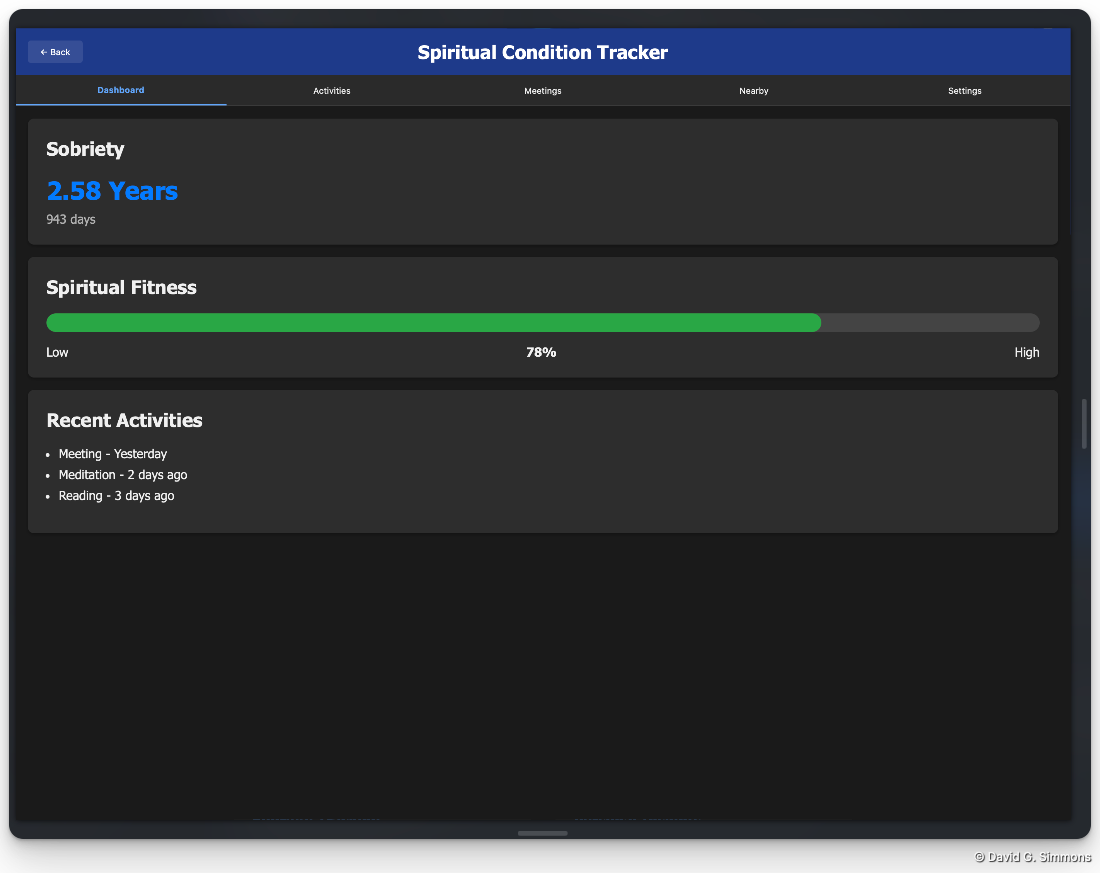 ← Back
Spiritual Condition Tracker
Dashboard Activities Meetings Nearby Settings
Sobriety
2.58 Years
943 days
Spiritual Fitness
Low 78% High
Recent Activities
• Meeting - Yesterday
• Meditation - 2 days ago
• Reading - 3 days ago
© David G. Simmons